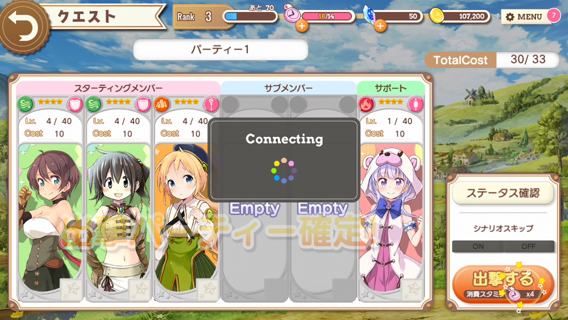 クエスト
Rank 3
あと 70
18/14
50
107,200
MENU
パーティー1
TotalCost 30/ 33
スターティングメンバー
サブメンバー
サポート
Lv. 4 / 40
Cost 10
Lv. 4 / 40
Cost 10
Lv. 4 / 40
Cost 10
Lv. 4 / 40
Cost 10
Connecting
Empty
Empty
パーティー確定
ステータス確認
シナリオスキップ
ON OFF
出撃する
消費スタミナ x4